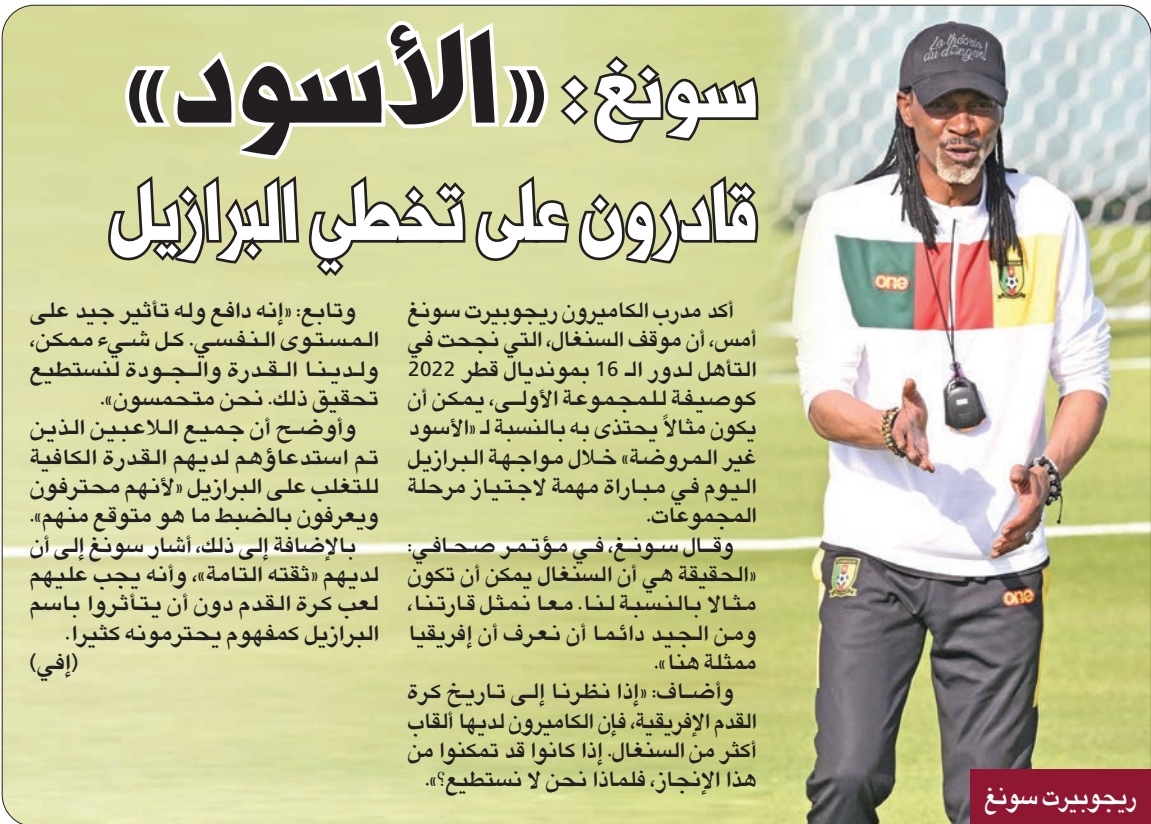 سونغ: «الأسود»
قادرون على تخطي البرازيل
أكد مدرب الكاميرون ريجوبيرت سونغ
أمس، أن موقف السنغال، التي نجحت في
التأهل لدور الـ 16 بمونديال قطر 2022
كوصيفة للمجموعة الأولى، يمكن أن
يكون مثالاً يحتذى به بالنسبة لـ «الأسود
غير المروضة» خلال مواجهة البرازيل
اليوم في مباراة مهمة لاجتياز مرحلة
المجموعات.
وقال سونغ، في مؤتمر صحافي:
«الحقيقة هي أن السنغال يمكن أن تكون
مثالا بالنسبة لنا. معا نمثل قارتنا،
ومن الجيد دائما أن نعرف أن إفريقيا
ممثلة هنا».
وأضاف: «إذا نظرنا إلى تاريخ كرة
القدم الإفريقية، فإن الكاميرون لديها ألقاب
أكثر من السنغال. إذا كانوا قد تمكنوا من
هذا الإنجاز، فلماذا نحن لا نستطيع؟».
وتابع: «إنه دافع وله تأثير جيد على
المستوى النفسي. كل شيء ممكن،
ولدينا القدرة والجودة لنستطيع
تحقيق ذلك. نحن متحمسون».
وأوضح أن جميع اللاعبين الذين
تم استدعاؤهم لديهم القدرة الكافية
للتغلب على البرازيل «لأنهم محترفون
ويعرفون بالضبط ما هو متوقع منهم».
بالإضافة إلى ذلك، أشار سونغ إلى أن
لديهم «ثقته التامة»، وأنه يجب عليهم
لعب كرة القدم دون أن يتأثروا باسم
البرازيل كمفهوم يحترمونه كثيرا.
(إفي)
La théorie
du danger!
one
one
ريجوبيرت سونغ